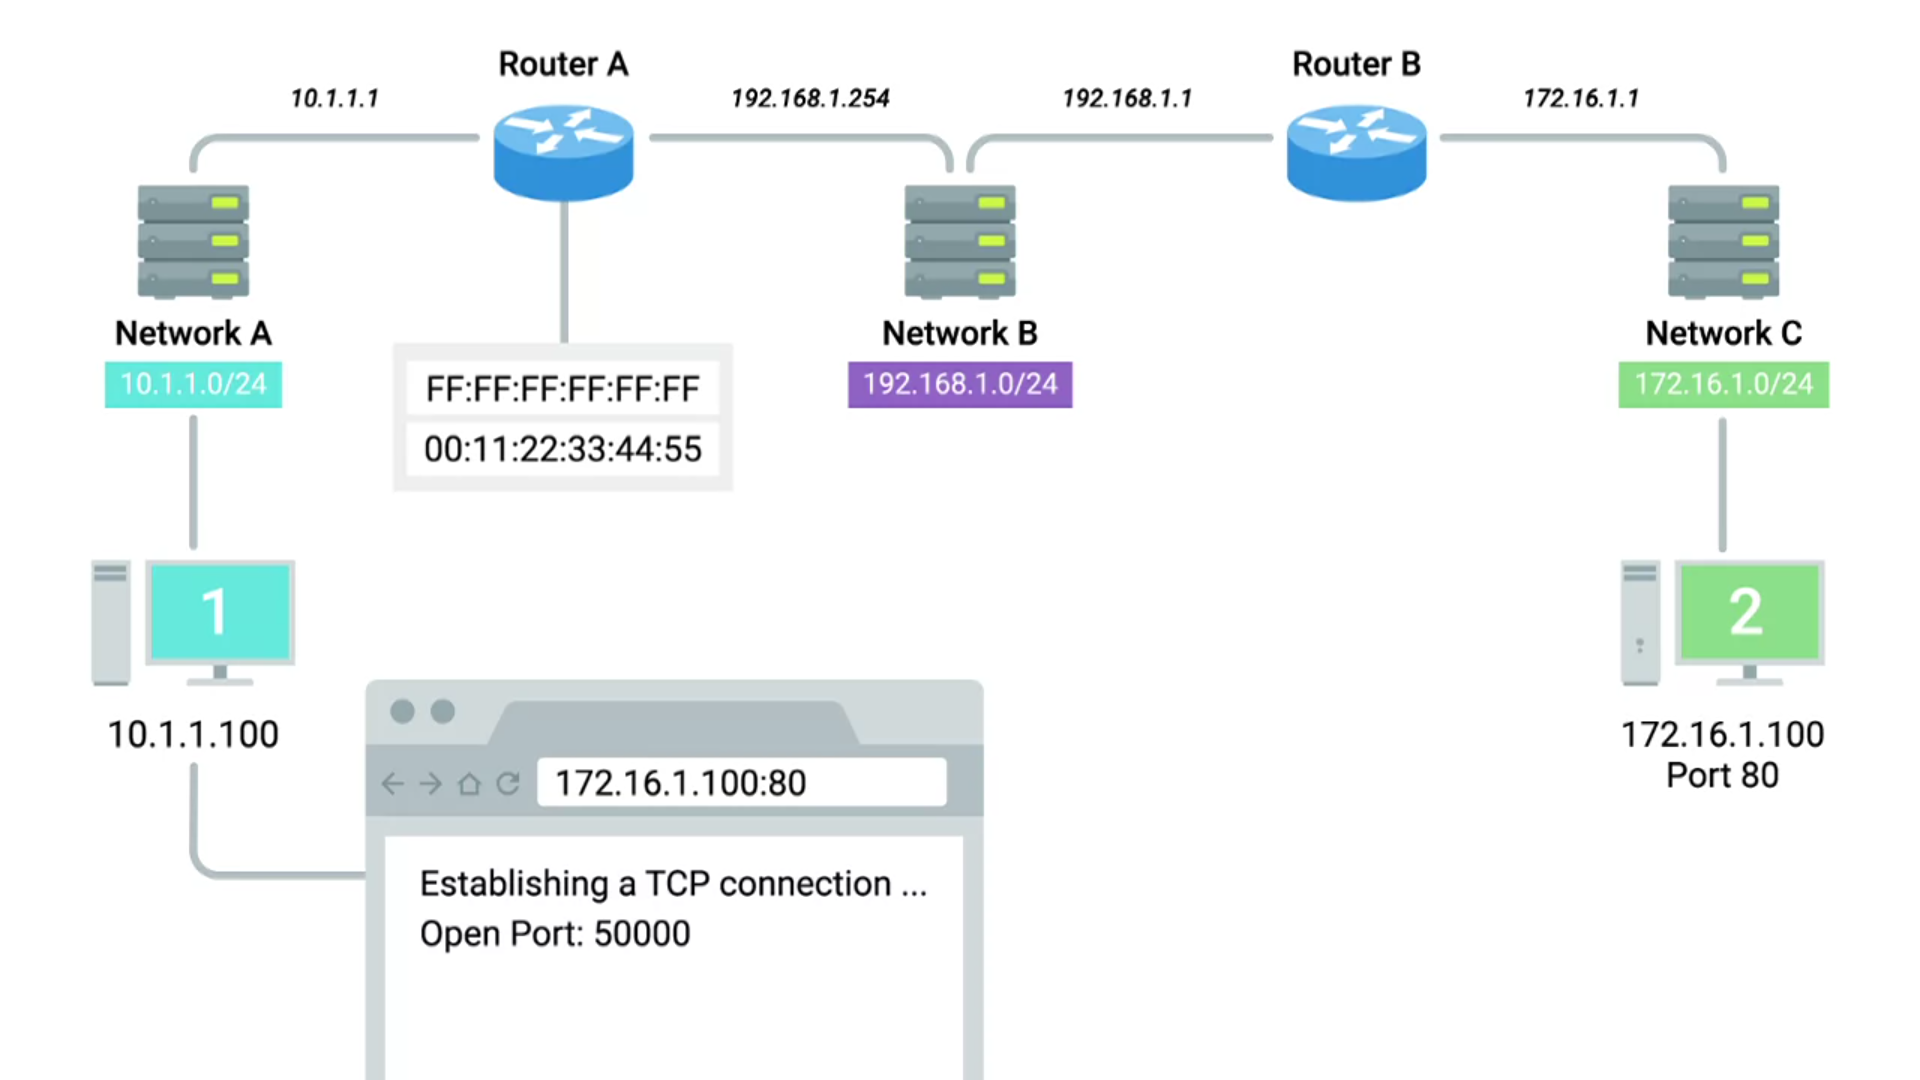 Router A
Router B
10.1.1.1
192.168.1.254
192.168.1.1
172.16.1.1
Network A
10.1.1.0/24
Network B
192.168.1.0/24
Network C
172.16.1.0/24
FF:FF:FF:FF:FF:FF
00:11:22:33:44:55
1
10.1.1.100
2
172.16.1.100
Port 80
172.16.1.100:80
Establishing a TCP connection ...
Open Port: 50000